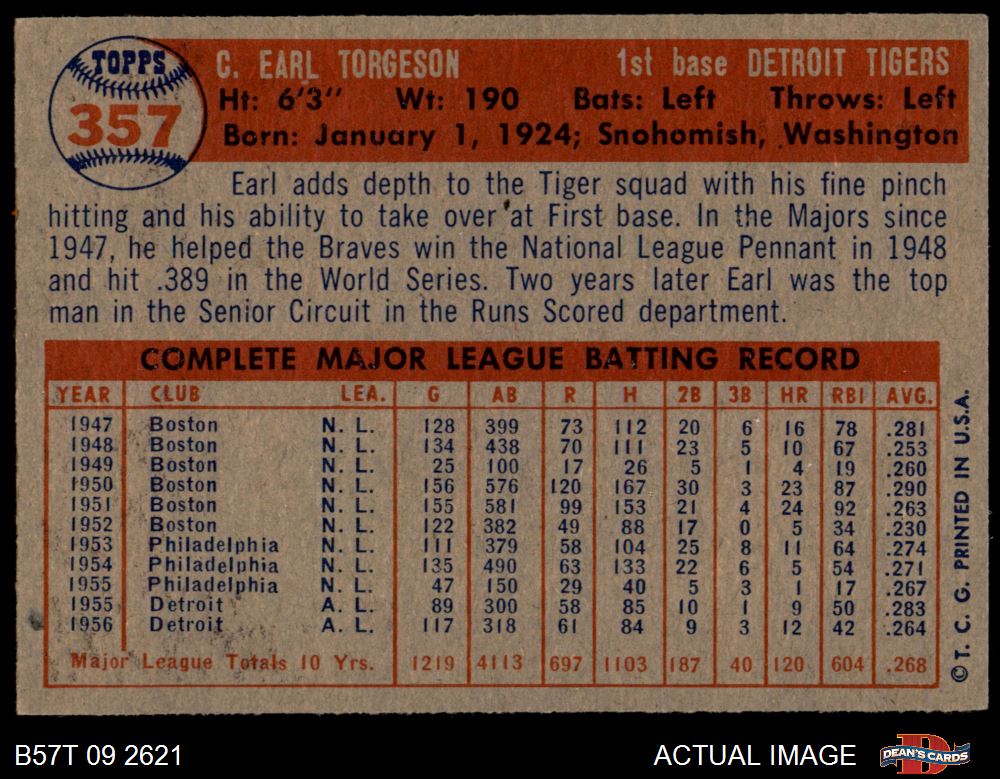 TOPPS
357
C. EARL TORGESON 1st base DETROIT TIGERS
Ht: 6'3" Wt: 190 Bats: Left Throws: Left
Born: January 1, 1924; Snohomish, Washington
Earl adds depth to the Tiger squad with his fine pinch
hitting and his ability to take over at First base. In the Majors since
1947, he helped the Braves win the National League Pennant in 1948
and hit .389 in the World Series. Two years later Earl was the top
man in the Senior Circuit in the Runs Scored department.
COMPLETE MAJOR LEAGUE BATTING RECORD
YEAR CLUB LEA. G AB R H 2B 3B HR RBI AVG.
1947 Boston N. L. 128 399 73 112 20 6 16 78 .281
1948 Boston N. L. 134 438 70 111 23 5 10 67 .253
1949 Boston N. L. 25 100 17 26 5 1 4 19 .260
1950 Boston N. L. 156 576 120 167 30 3 23 87 .290
1951 Boston N. L. 155 581 99 153 21 4 24 92 .263
1952 Boston N. L. 122 382 49 88 17 0 5 34 .230
1953 Philadelphia N. L. 111 379 58 104 25 8 11 64 .274
1954 Philadelphia N. L. 135 490 63 133 22 6 5 54 .271
1955 Philadelphia N. L. 47 150 29 40 5 3 1 17 .267
1955 Detroit A. L. 89 300 58 85 10 1 9 50 .283
1956 Detroit A. L. 117 318 61 84 9 3 12 42 .264
Major League Totals 10 Yrs. 1219 4113 697 1103 187 40 120 604 .268
© T. C. G. PRINTED IN U.S.A.
B57T 09 2621 ACTUAL IMAGE DEAN'S CARDS